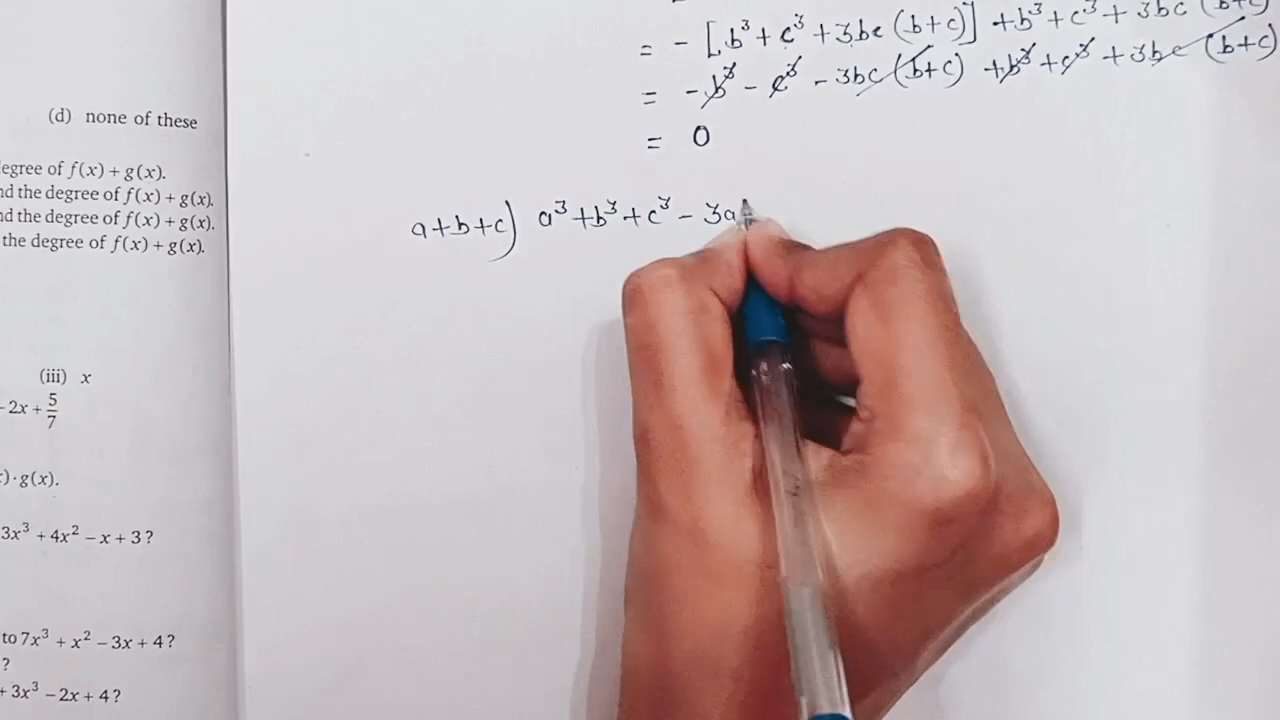 (d) none of these
egree of f(x) + g(x).
nd the degree of f(x) + g(x).
nd the degree of f(x) + g(x).
the degree of f(x) + g(x).
(iii) x
-2x + 5/7
)·g(x).
3x³ + 4x² – x + 3?
to 7x³ + x² – 3x + 4?
?
+ 3x³ – 2x + 4?
= - [b³ + c³ + 3bc (b+c)] + b³ + c³ + 3bc (b+c)
= - b³ - c³ - 3bc (b+c) + b³ + c³ + 3bc (b+c)
= 0
a+b+c) a³ + b³ + c³ - 3a